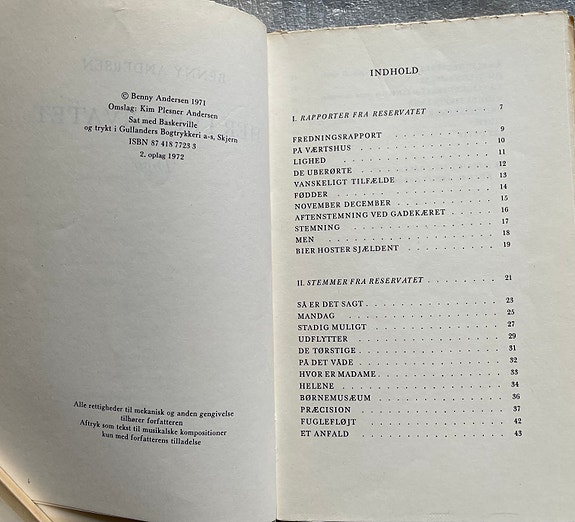 © Benny Andersen 1971
Omslag: Kim Plesner Andersen
Sat med Baskerville
og trykt i Gullanders Bogtrykkeri a-s, Skjern
ISBN 87 418 7723 3
2. oplag 1972
Alle rettigheder til mekanisk og anden gengivelse
tilhører forfatteren
Aftryk som tekst til musikalske kompositioner
kun med forfatterens tilladelse
INDHOLD
I. RAPPORTER FRA RESERVATET . . . . . . . 7
FREDNINGSRAPPORT . . . . . . . . . . . . 9
PÅ VÆRTSHUS . . . . . . . . . . . . 10
LIGHED . . . . . . . . . . . . 11
DE UBERØRTE . . . . . . . . . . . . 12
VANSKELIGT TILFÆLDE . . . . . . . . . . 13
FØDDER . . . . . . . . . . . . 14
NOVEMBER DECEMBER . . . . . . . . . . 15
AFTENSTEMNING VED GADEKÆRET . . . . . . 16
STEMNING . . . . . . . . . . . . 17
MEN . . . . . . . . . . . . 18
BIER HOSTER SJÆLDENT . . . . . . . . . . 19
II. STEMMER FRA RESERVATET . . . . . . . . 21
SÅ ER DET SAGT . . . . . . . . . . . . 23
MANDAG . . . . . . . . . . . . 25
STADIG MULIGT . . . . . . . . . . . . 27
UDFLYTTER . . . . . . . . . . . . 29
DE TØRSTIGE . . . . . . . . . . . . 31
PÅ DET VÅDE . . . . . . . . . . . . 32
HVOR ER MADAME . . . . . . . . . . . . 33
HELENE . . . . . . . . . . . . 34
BØRNEMUSÆUM . . . . . . . . . . . . 36
PRÆCISION . . . . . . . . . . . . 37
FUGLEFLØJT . . . . . . . . . . . . 42
ET ANFALD . . . . . . . . . . . . 43